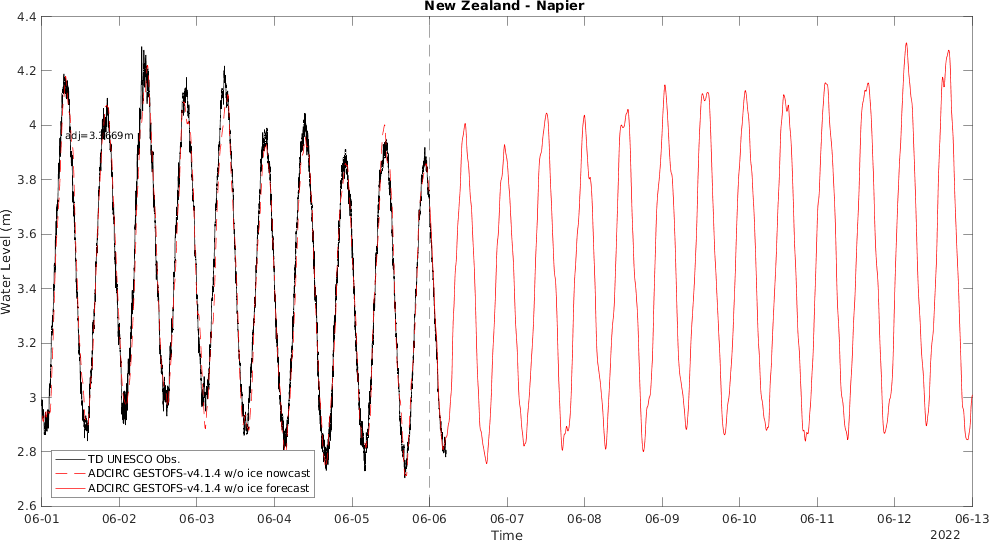 New Zealand - Napier
4.4
4.2
4
3.8
3.6
3.4
3.2
3
2.8
2.6
Water Level (m)
adj=3.3669m
TD UNESCO Obs.
ADCIRC GESTOFS-v4.1.4 w/o ice nowcast
ADCIRC GESTOFS-v4.1.4 w/o ice forecast
06-01 06-02 06-03 06-04 06-05 06-06 06-07 06-08 06-09 06-10 06-11 06-12 06-13
Time
2022